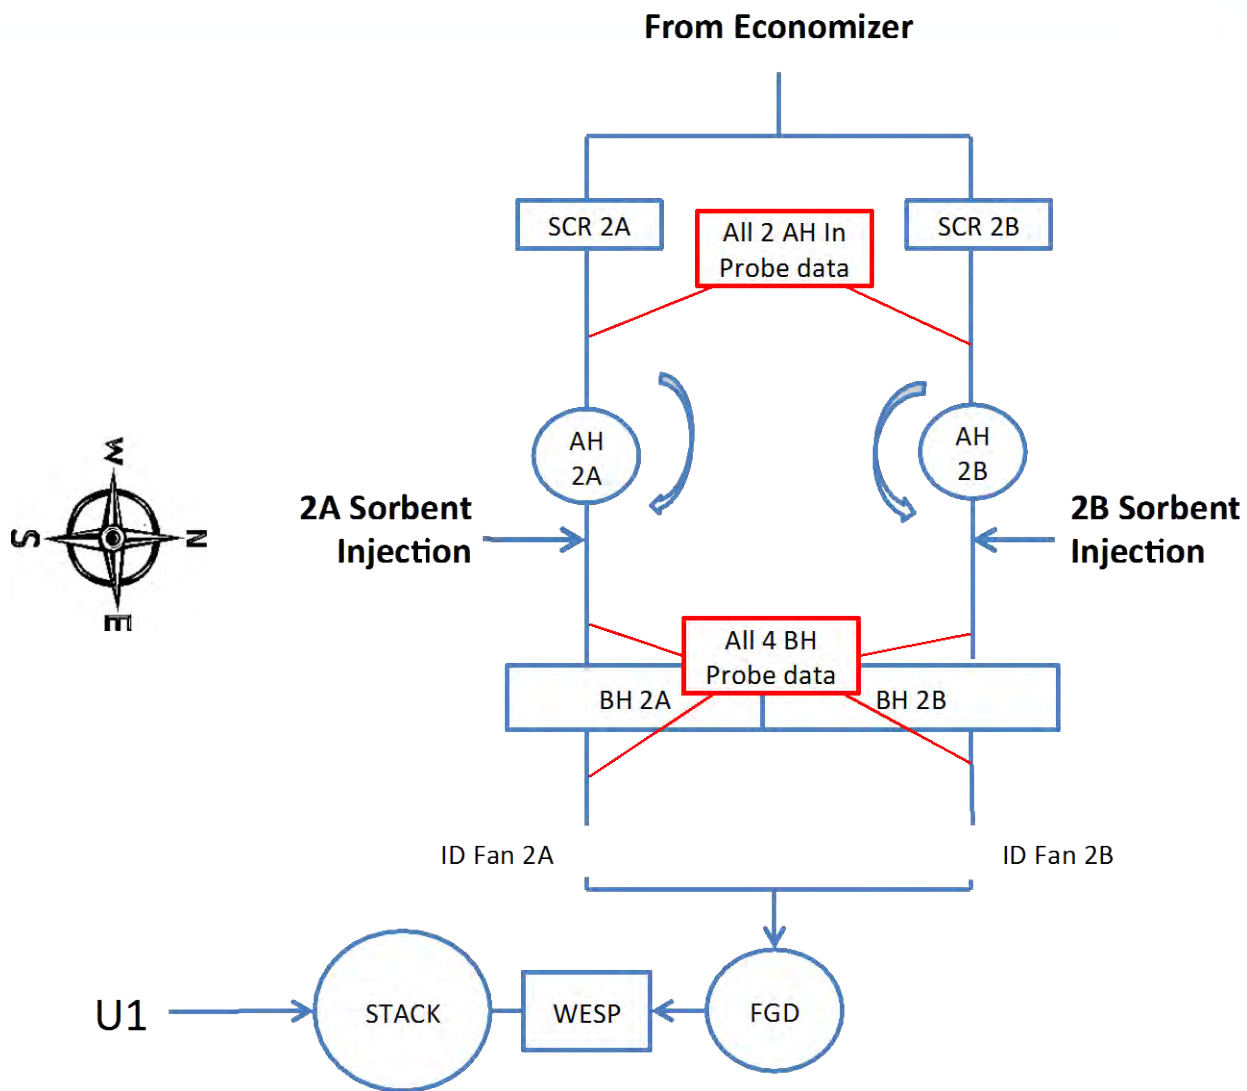 From Economizer
SCR 2A
All 2 AH In
Probe data
SCR 2B
AH
2A
AH
2B
W
S
N
E
2A Sorbent
Injection
2B Sorbent
Injection
All 4 BH
Probe data
BH 2A
BH 2B
ID Fan 2A
ID Fan 2B
U1
STACK
WESP
FGD